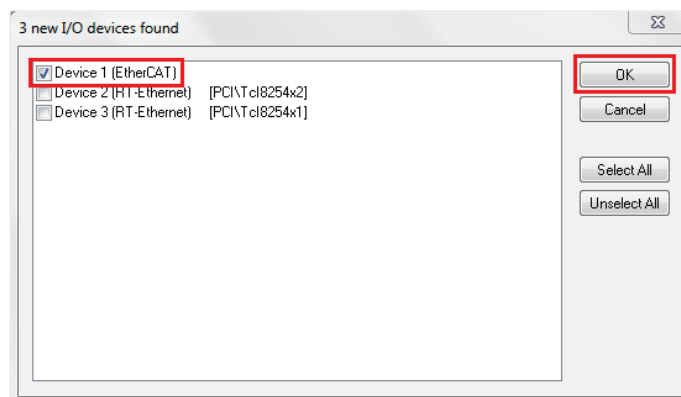 3 new I/O devices found
Device 1 (EtherCAT)
Device 2 (RT-Ethernet) [PCI\TcI8254x2]
Device 3 (RT-Ethernet) [PCI\TcI8254x1]
OK
Cancel
Select All
Unselect All